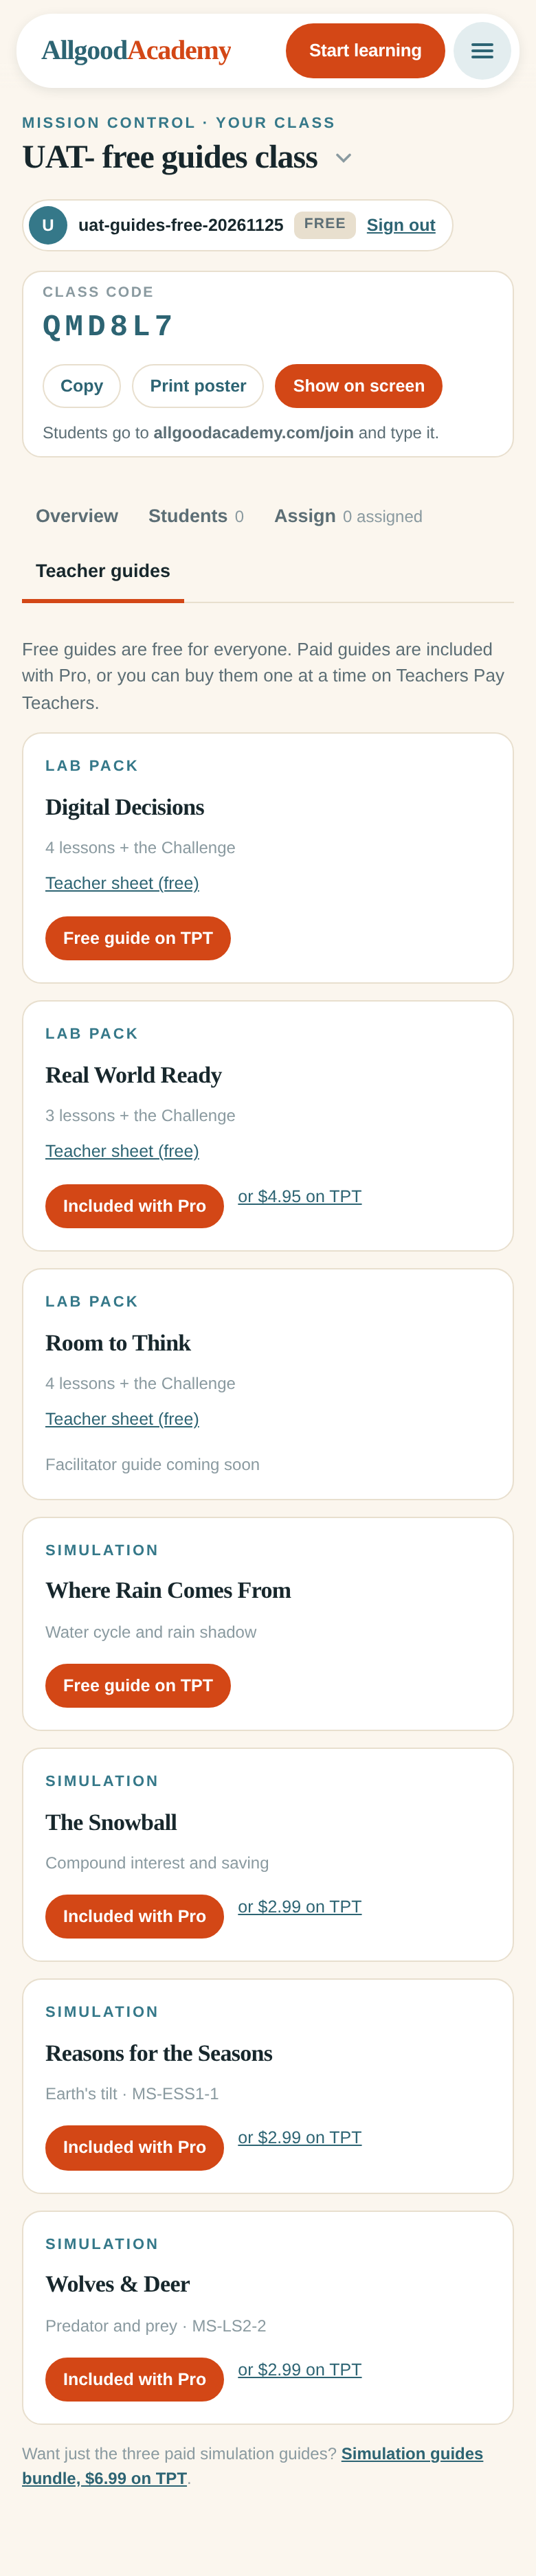 AllgoodAcademy
Start learning
MISSION CONTROL · YOUR CLASS
UAT- free guides class
U
uat-guides-free-20261125
FREE
Sign out
CLASS CODE
QMD8L7
Copy
Print poster
Show on screen
Students go to allgoodacademy.com/join and type it.
Overview
Students 0
Assign 0 assigned
Teacher guides
Free guides are free for everyone. Paid guides are included
with Pro, or you can buy them one at a time on Teachers Pay
Teachers.
LAB PACK
Digital Decisions
4 lessons + the Challenge
Teacher sheet (free)
Free guide on TPT
LAB PACK
Real World Ready
3 lessons + the Challenge
Teacher sheet (free)
Included with Pro
or $4.95 on TPT
LAB PACK
Room to Think
4 lessons + the Challenge
Teacher sheet (free)
Facilitator guide coming soon
SIMULATION
Where Rain Comes From
Water cycle and rain shadow
Free guide on TPT
SIMULATION
The Snowball
Compound interest and saving
Included with Pro
or $2.99 on TPT
SIMULATION
Reasons for the Seasons
Earth's tilt · MS-ESS1-1
Included with Pro
or $2.99 on TPT
SIMULATION
Wolves & Deer
Predator and prey · MS-LS2-2
Included with Pro
or $2.99 on TPT
Want just the three paid simulation guides? Simulation guides
bundle, $6.99 on TPT.